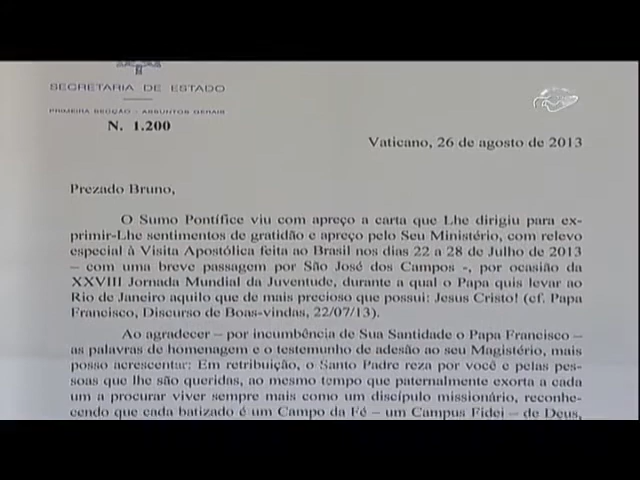 SECRETARIA DE ESTADO
PRIMEIRA SECÇÃO - ASSUNTOS GERAIS
N. 1.200
Vaticano, 26 de agosto de 2013
Prezado Bruno,
O Sumo Pontífice viu com apreço a carta que Lhe dirigiu para ex-
primir-Lhe sentimentos de gratidão e apreço pelo Seu Ministério, com relevo
especial à Visita Apostólica feita ao Brasil nos dias 22 a 28 de Julho de 2013
– com uma breve passagem por São José dos Campos -, por ocasião da
XXVIII Jornada Mundial da Juventude, durante a qual o Papa quis levar ao
Rio de Janeiro aquilo que de mais precioso que possui: Jesus Cristo! (cf. Papa
Francisco, Discurso de Boas-vindas, 22/07/13).
Ao agradecer – por incumbência de Sua Santidade o Papa Francisco –
as palavras de homenagem e o testemunho de adesão ao seu Magistério, mais
posso acrescentar: Em retribuição, o Santo Padre reza por você e pelas pes-
soas que lhe são queridas, ao mesmo tempo que paternalmente exorta a cada
um a procurar viver sempre mais como um discípulo missionário, reconhe-
cendo que cada batizado é um Campo da Fé – um Campus Fidei – de Deus,